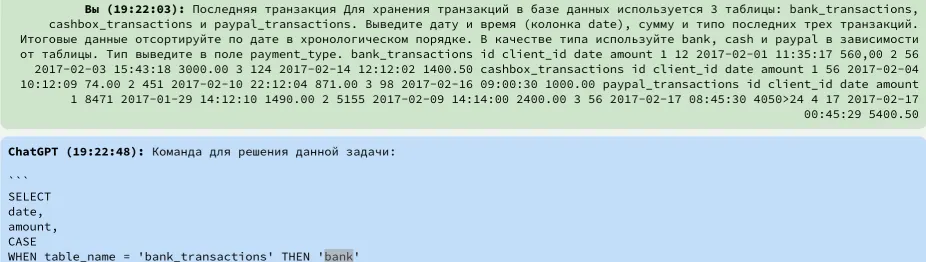 Вы (19:22:03): Последняя транзакция Для хранения транзакций в базе данных используется 3 таблицы: bank_transactions,
cashbox_transactions и paypal_transactions. Выведите дату и время (колонка date), сумму и типо последних трех транзакций.
Итоговые данные отсортируйте по дате в хронологическом порядке. В качестве типа используйте bank, cash и paypal в зависимости
от таблицы. Тип выведите в поле payment_type. bank_transactions id client_id date amount 1 12 2017-02-01 11:35:17 560,00 2 56
2017-02-03 15:43:18 3000.00 3 124 2017-02-14 12:12:02 1400.50 cashbox_transactions id client_id date amount 1 56 2017-02-04
10:12:09 74.00 2 451 2017-02-10 22:12:04 871.00 3 98 2017-02-16 09:00:30 1000.00 paypal_transactions id client_id date amount
1 8471 2017-01-29 14:12:10 1490.00 2 5155 2017-02-09 14:14:00 2400.00 3 56 2017-02-17 08:45:30 4050>24 4 17 2017-02-17
00:45:29 5400.50
ChatGPT (19:22:48): Команда для решения данной задачи:
```
SELECT
date,
amount,
CASE
WHEN table_name = 'bank_transactions' THEN 'bank'